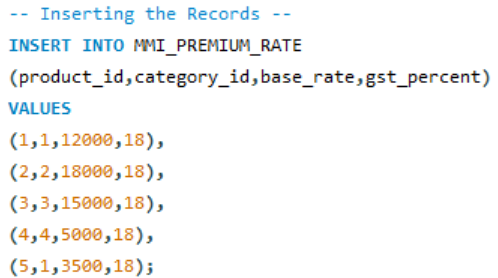 -- Inserting the Records --
INSERT INTO MMI_PREMIUM_RATE
(product_id,category_id,base_rate,gst_percent)
VALUES
(1,1,12000,18),
(2,2,18000,18),
(3,3,15000,18),
(4,4,5000,18),
(5,1,3500,18);